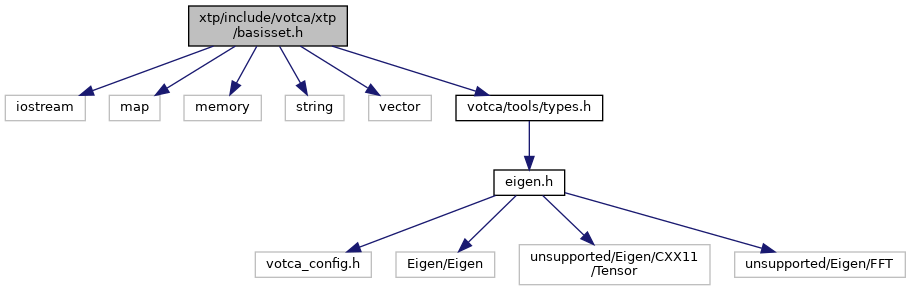 xtp/include/votca/xtp
/basisset.h
iostream
map
memory
string
vector
votca/tools/types.h
eigen.h
votca_config.h
Eigen/Eigen
unsupported/Eigen/CXX11
/Tensor
unsupported/Eigen/FFT